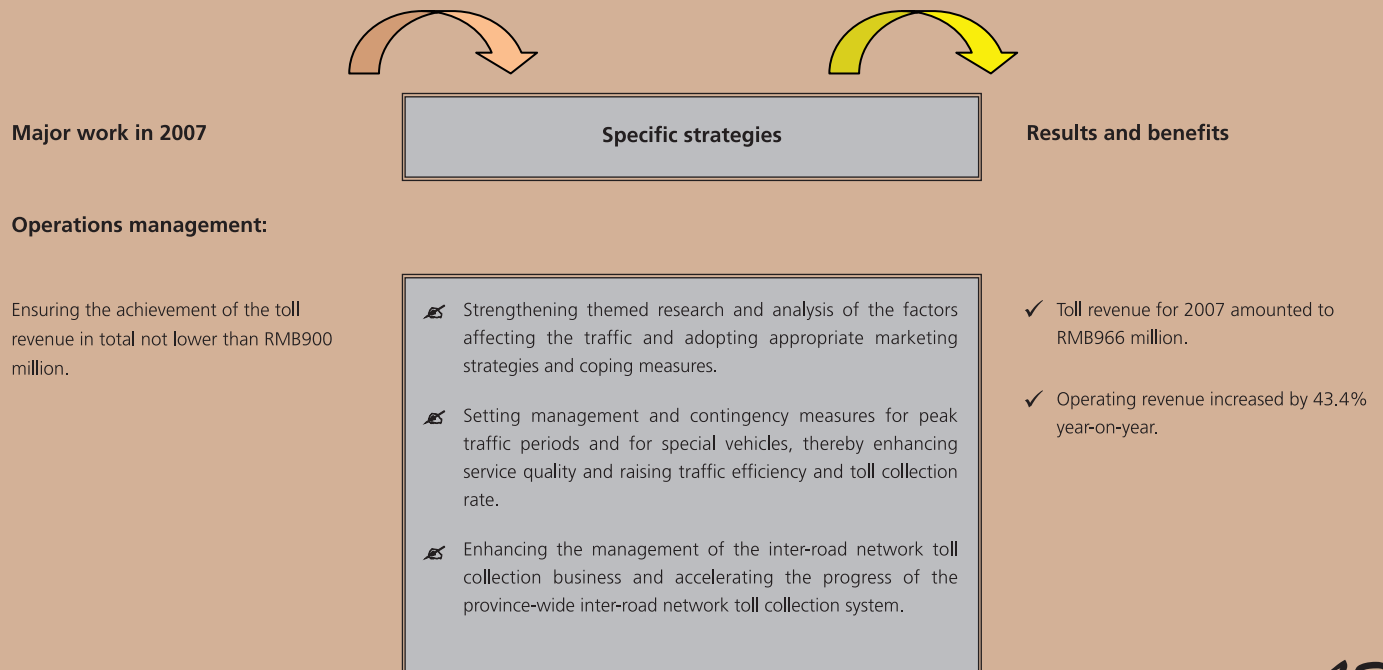 Major work in 2007
Specific strategies
Results and benefits
Operations management:
Ensuring the achievement of the toll
revenue in total not lower than RMB900
million.
Strengthening themed research and analysis of the factors
affecting the traffic and adopting appropriate marketing
strategies and coping measures.
Setting management and contingency measures for peak
traffic periods and for special vehicles, thereby enhancing
service quality and raising traffic efficiency and toll collection
rate.
Enhancing the management of the inter-road network toll
collection business and accelerating the progress of the
province-wide inter-road network toll collection system.
✓ Toll revenue for 2007 amounted to
RMB966 million.
✓ Operating revenue increased by 43.4%
year-on-year.